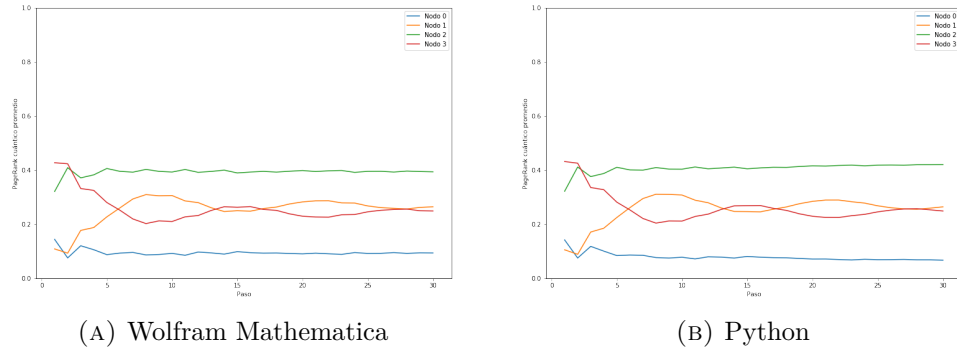 1.0
0.8
0.6
0.4
0.2
0.0
PageRank cuántico promedio
0
5
10
15
20
25
30
Paso
Nodo 0
Nodo 1
Nodo 2
Nodo 3
(A) Wolfram Mathematica
1.0
0.8
0.6
0.4
0.2
0.0
PageRank cuántico promedio
0
5
10
15
20
25
30
Paso
Nodo 0
Nodo 1
Nodo 2
Nodo 3
(B) Python